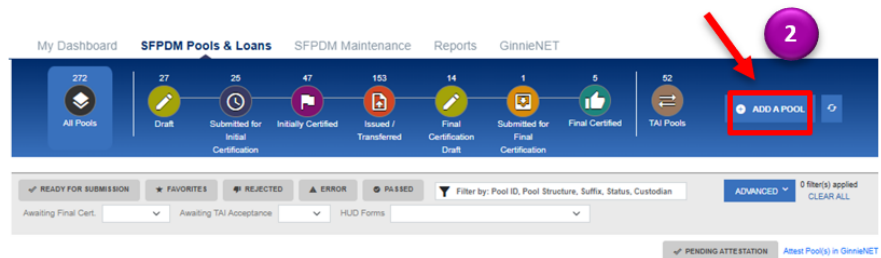 2
My Dashboard SFPDM Pools & Loans SFPDM Maintenance Reports GinnieNET
272 27 25 47 153 14 1 5 52
All Pools Draft Submitted for Initial Certification Initially Certified Issued / Transferred Final Certification Draft Submitted for Final Certification Final Certified TAI Pools
ADD A POOL
READY FOR SUBMISSION FAVORITES REJECTED ERROR PASSED Filter by: Pool ID, Pool Structure, Suffix, Status, Custodian ADVANCED 0 filter(s) applied
CLEAR ALL
Awaiting Final Cert. Awaiting TAI Acceptance HUD Forms
PENDING ATTESTATION Attest Pool(s) in GinnieNET